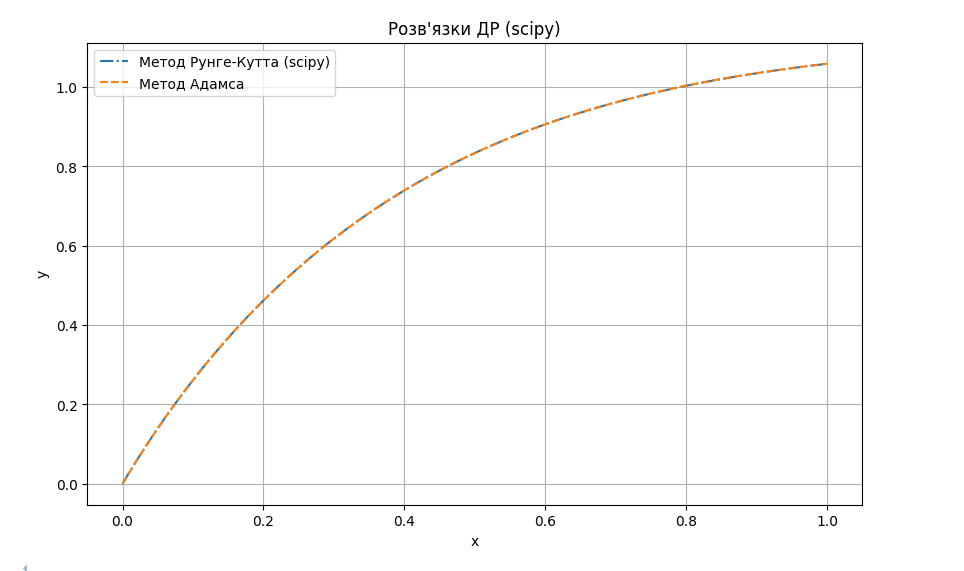 Розв'язки ДР (scipy)
Метод Рунге-Кутта (scipy)
Метод Адамса
1.0
0.8
0.6
0.4
0.2
0.0
y
0.0 0.2 0.4 0.6 0.8 1.0
x